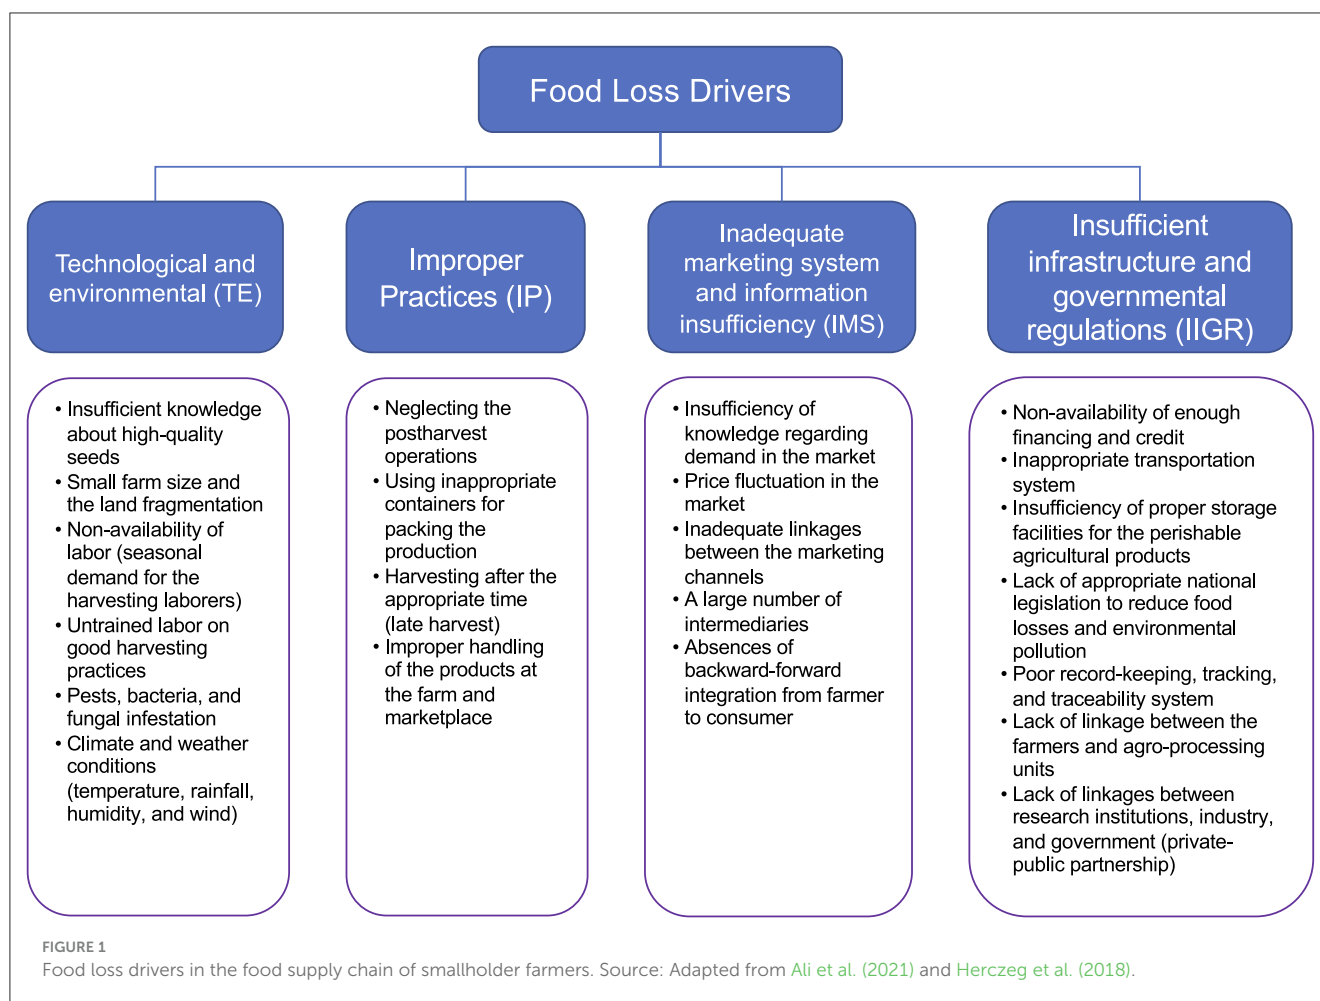 Food Loss Drivers
Technological and
environmental (TE)
Improper
Practices (IP)
Inadequate
marketing system
and information
insufficiency (IMS)
Insufficient
infrastructure and
governmental
regulations (IIGR)
• Insufficient knowledge
about high-quality
seeds
• Small farm size and
the land fragmentation
• Non-availability of
labor (seasonal
demand for the
harvesting laborers)
• Untrained labor on
good harvesting
practices
• Pests, bacteria, and
fungal infestation
• Climate and weather
conditions
(temperature, rainfall,
humidity, and wind)
• Neglecting the
postharvest
operations
• Using inappropriate
containers for
packing the
production
• Harvesting after the
appropriate time
(late harvest)
• Improper handling
of the products at
the farm and
marketplace
• Insufficiency of
knowledge regarding
demand in the market
• Price fluctuation in the
market
• Inadequate linkages
between the marketing
channels
• A large number of
intermediaries
• Absences of
backward-forward
integration from farmer
to consumer
• Non-availability of enough
financing and credit
• Inappropriate transportation
system
• Insufficiency of proper storage
facilities for the perishable
agricultural products
• Lack of appropriate national
legislation to reduce food
losses and environmental
pollution
• Poor record-keeping, tracking,
and traceability system
• Lack of linkage between the
farmers and agro-processing
units
• Lack of linkages between
research institutions, industry,
and government (private-
public partnership)
FIGURE 1
Food loss drivers in the food supply chain of smallholder farmers. Source: Adapted from Ali et al. (2021) and Herczeg et al. (2018).